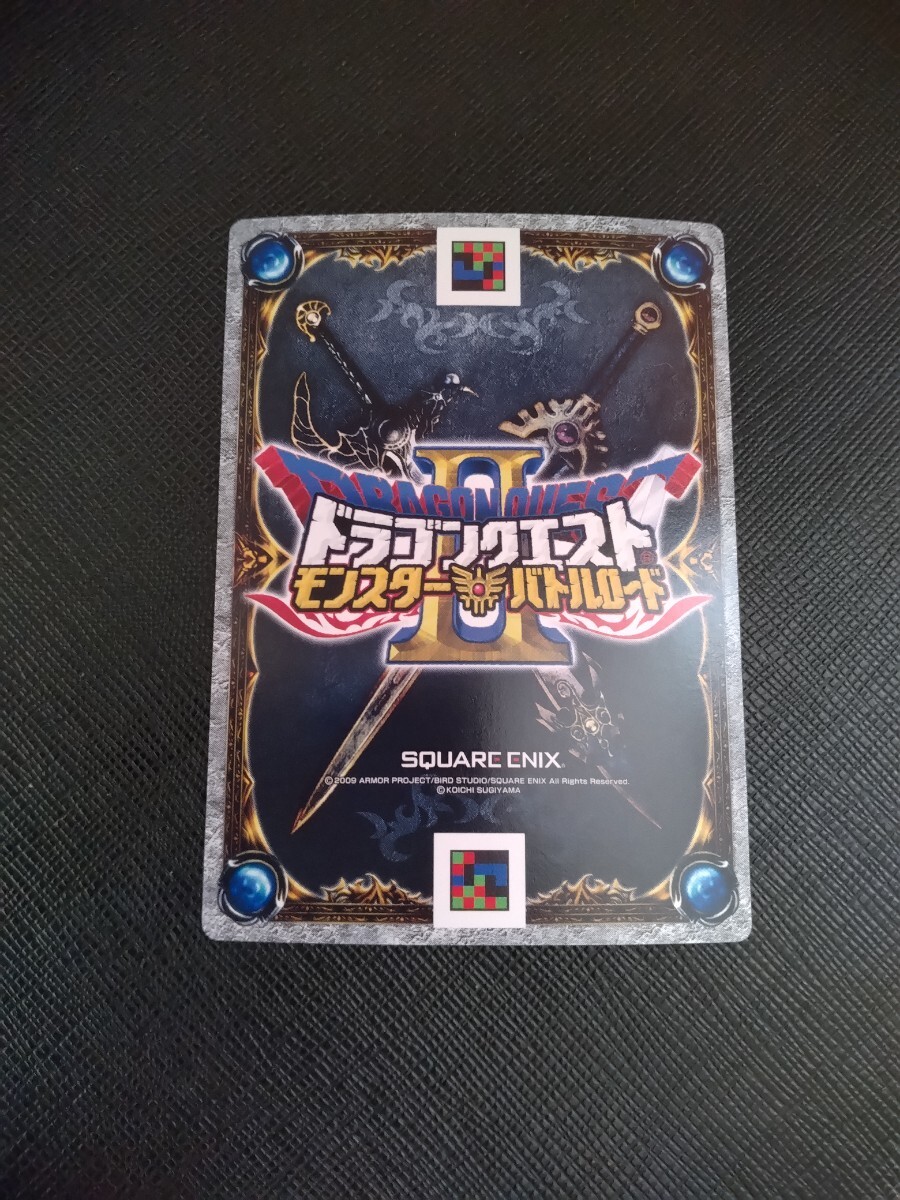 DRAGON QUEST
II
ドラゴンクエスト
モンスター バトルロード
SQUARE ENIX
©2009 ARMOR PROJECT/BIRD STUDIO/SQUARE ENIX All Rights Reserved.
©KOICHI SUGIYAMA